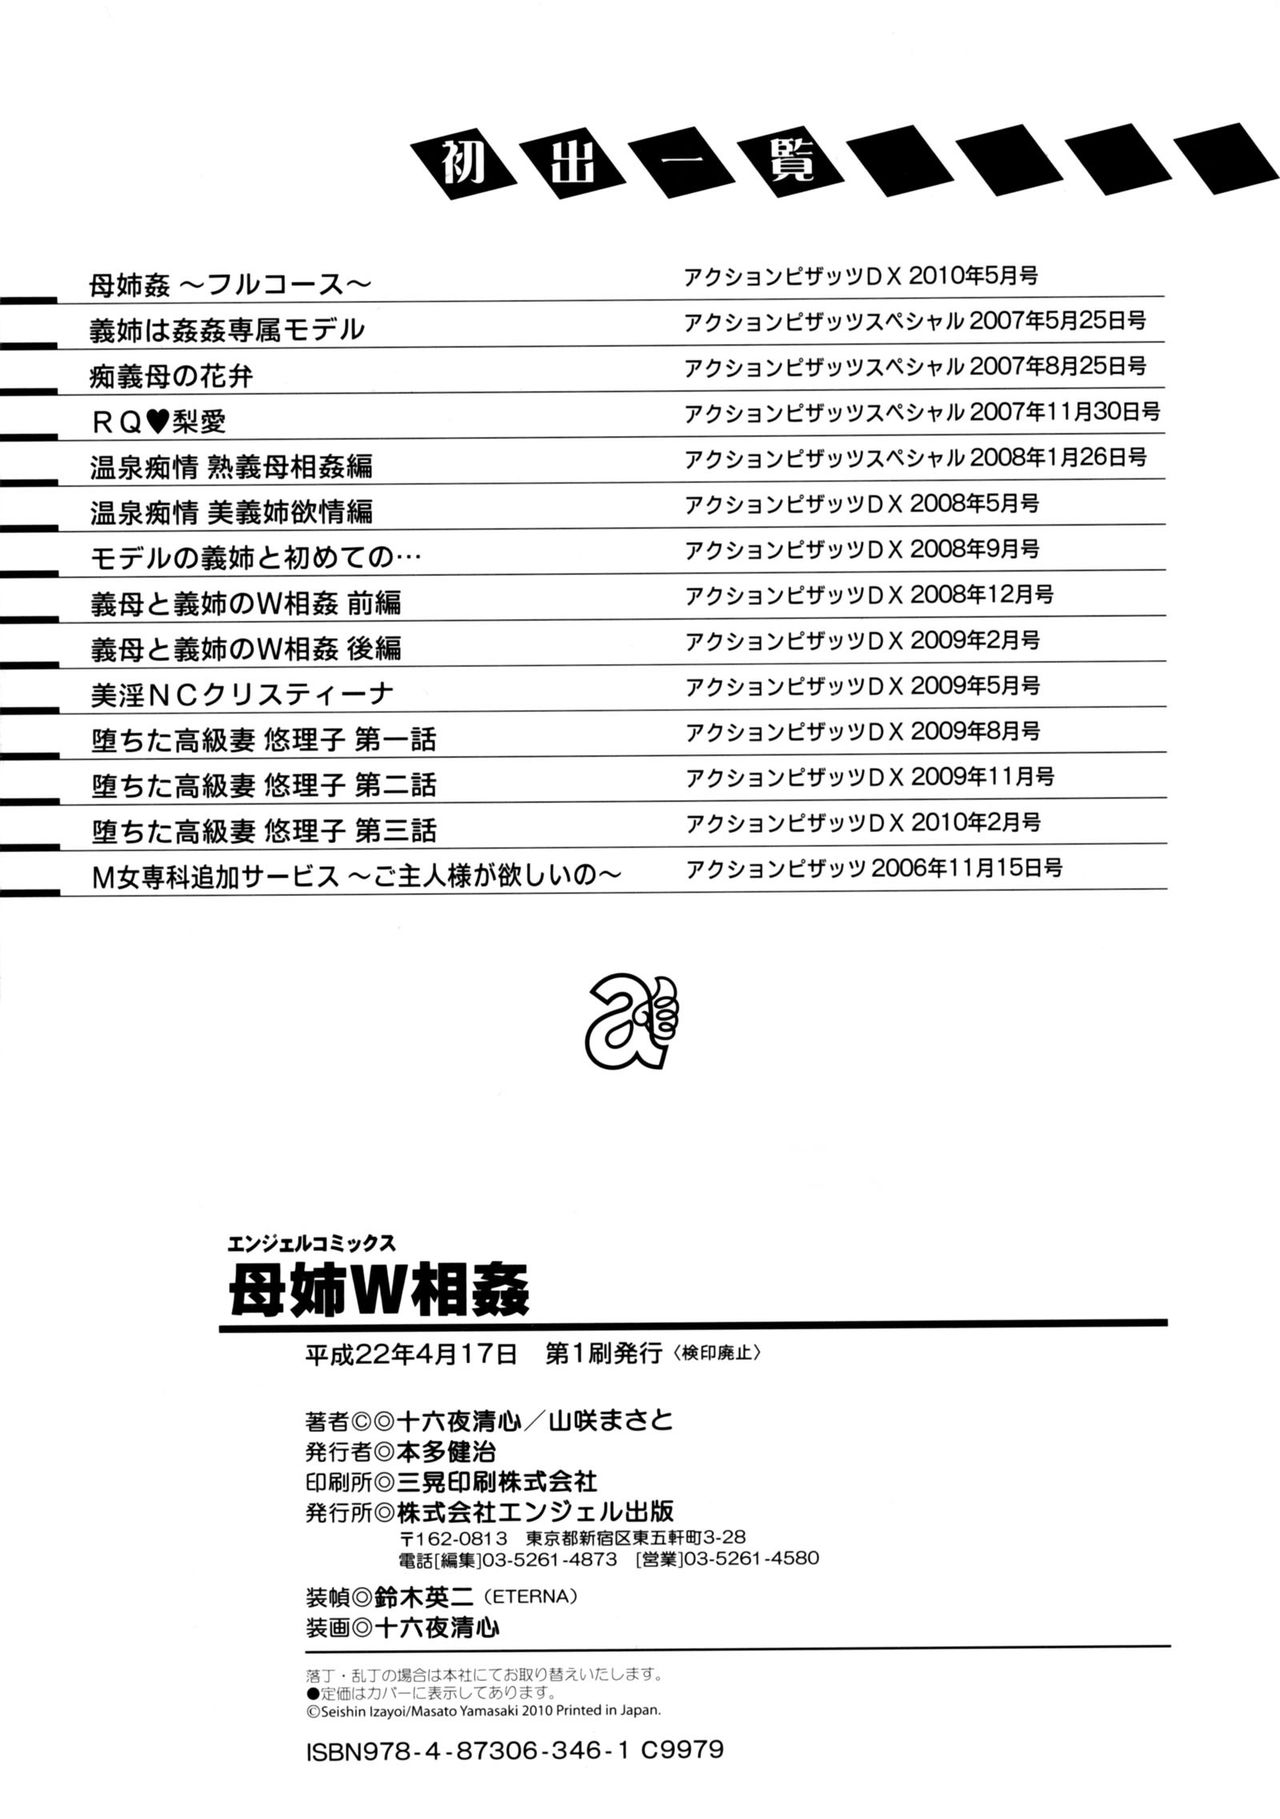 初出一覧
母姉姦 ～フルコース～ アクションピザッツＤＸ 2010年5月号
義姉は姦姦専属モデル アクションピザッツスペシャル 2007年5月25日号
痴義母の花弁 アクションピザッツスペシャル 2007年8月25日号
ＲＱ♥梨愛 アクションピザッツスペシャル 2007年11月30日号
温泉痴情 熟義母相姦編 アクションピザッツスペシャル 2008年1月26日号
温泉痴情 美義姉欲情編 アクションピザッツＤＸ 2008年5月号
モデルの義姉と初めての… アクションピザッツＤＸ 2008年9月号
義母と義姉のＷ相姦 前編 アクションピザッツＤＸ 2008年12月号
義母と義姉のＷ相姦 後編 アクションピザッツＤＸ 2009年2月号
美淫ＮＣクリスティーナ アクションピザッツＤＸ 2009年5月号
堕ちた高級妻 悠理子 第一話 アクションピザッツＤＸ 2009年8月号
堕ちた高級妻 悠理子 第二話 アクションピザッツＤＸ 2009年11月号
堕ちた高級妻 悠理子 第三話 アクションピザッツＤＸ 2010年2月号
Ｍ女専科追加サービス ～ご主人様が欲しいの～ アクションピザッツ 2006年11月15日号
a
エンジェルコミックス
母姉Ｗ相姦
平成22年4月17日　第1刷発行〈検印廃止〉
著者©◎十六夜清心／山咲まさと
発行者◎本多健治
印刷所◎三晃印刷株式会社
発行所◎株式会社エンジェル出版
〒162-0813　東京都新宿区東五軒町3-28
電話[編集]03-5261-4873　[営業]03-5261-4580
装幀◎鈴木英二（ETERNA）
装画◎十六夜清心
落丁・乱丁の場合は本社にてお取り替えいたします。
●定価はカバーに表示してあります。
©Seishin Izayoi/Masato Yamasaki 2010 Printed in Japan.
ISBN978-4-87306-346-1 C9979